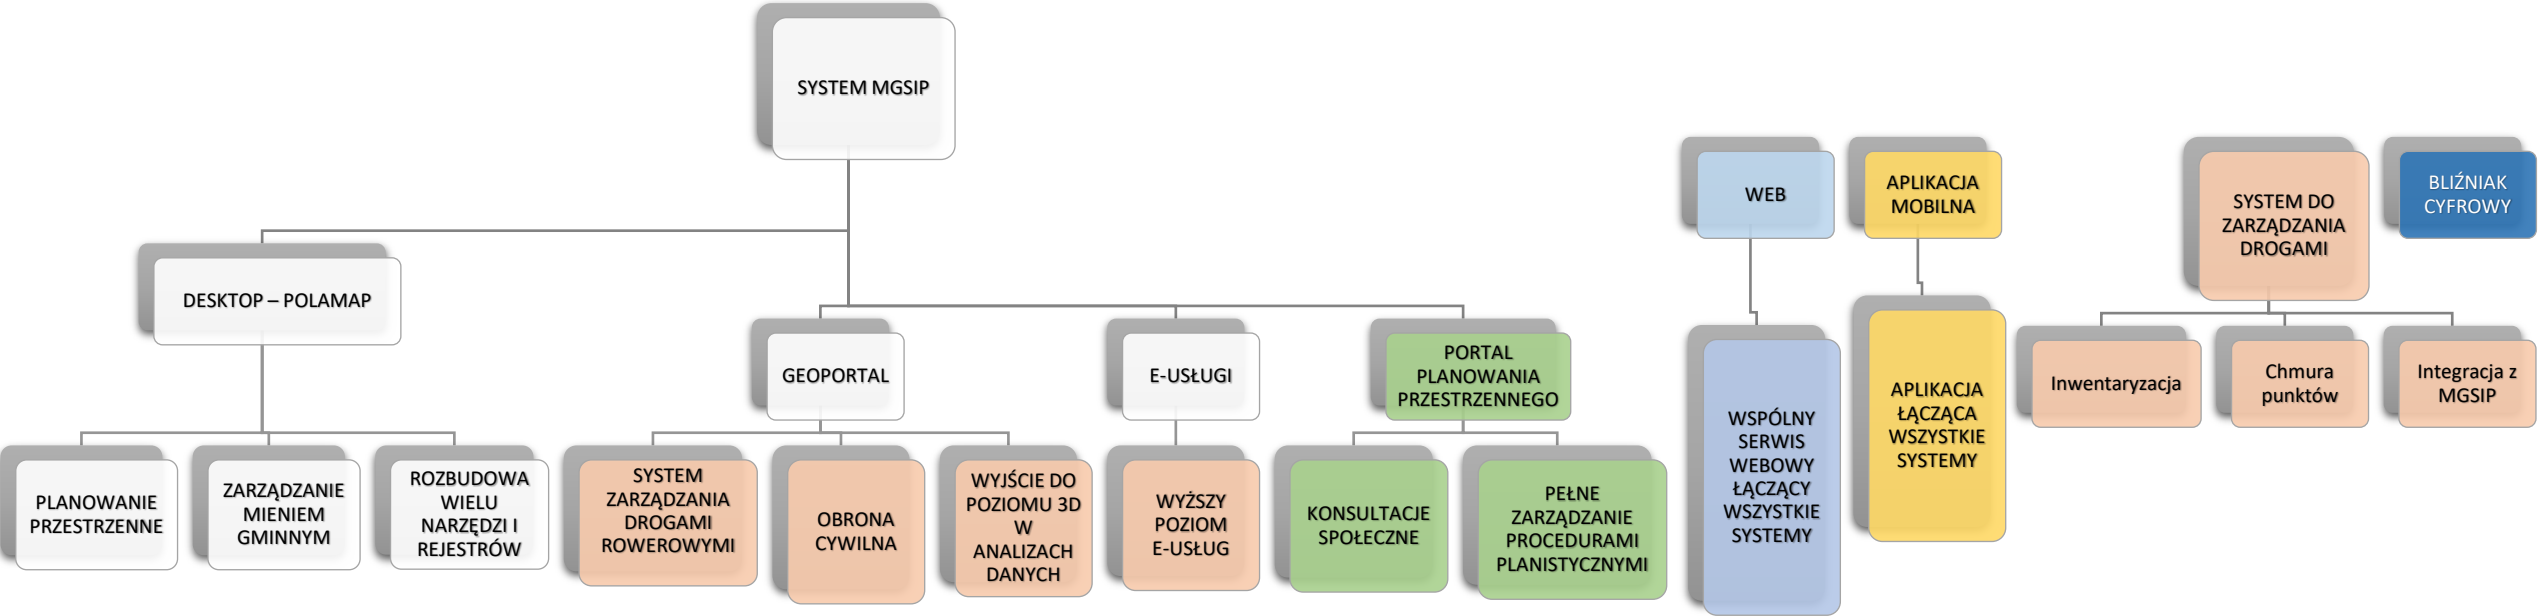 SYSTEM MGSIP
WEB
APLIKACJA
MOBILNA
SYSTEM DO
ZARZĄDZANIA
DROGAMI
BLIŹNIAK
CYFROWY
DESKTOP – POLAMAP
GEOPORTAL
E-USŁUGI
PORTAL
PLANOWANIA
PRZESTRZENNEGO
PLANOWANIE
PRZESTRZENNE
ZARZĄDZANIE
MIENIEM
GMINNYM
ROZBUDOWA
WIELU
NARZĘDZI I
REJESTRÓW
SYSTEM
ZARZĄDZANIA
DROGAMI
ROWEROWYMI
OBRONA
CYWILNA
WYJŚCIE DO
POZIOMU 3D
W
ANALIZACH
DANYCH
WYŻSZY
POZIOM
E-USŁUG
KONSULTACJE
SPOŁECZNE
PEŁNE
ZARZĄDZANIE
PROCEDURAMI
PLANISTYCZNYMI
WSPÓLNY
SERWIS
WEBOWY
ŁĄCZĄCY
WSZYSTKIE
SYSTEMY
APLIKACJA
ŁĄCZĄCA
WSZYSTKIE
SYSTEMY
Inwentaryzacja
Chmura
punktów
Integracja z
MGSIP